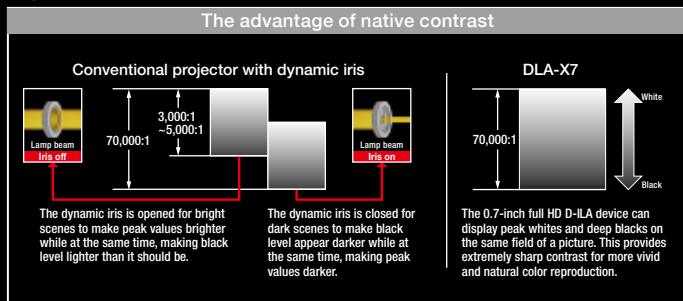 The advantage of native contrast
Conventional projector with dynamic iris
Lamp beam
Iris off
70,000:1
3,000:1
~5,000:1
Lamp beam
Iris on
The dynamic iris is opened for bright
scenes to make peak values brighter
while at the same time, making black
level lighter than it should be.
The dynamic iris is closed for
dark scenes to make black
level appear darker while at
the same time, making peak
values darker.
DLA-X7
70,000:1
White
Black
The 0.7-inch full HD D-ILA device can
display peak whites and deep blacks on
the same field of a picture. This provides
extremely sharp contrast for more vivid
and natural color reproduction.